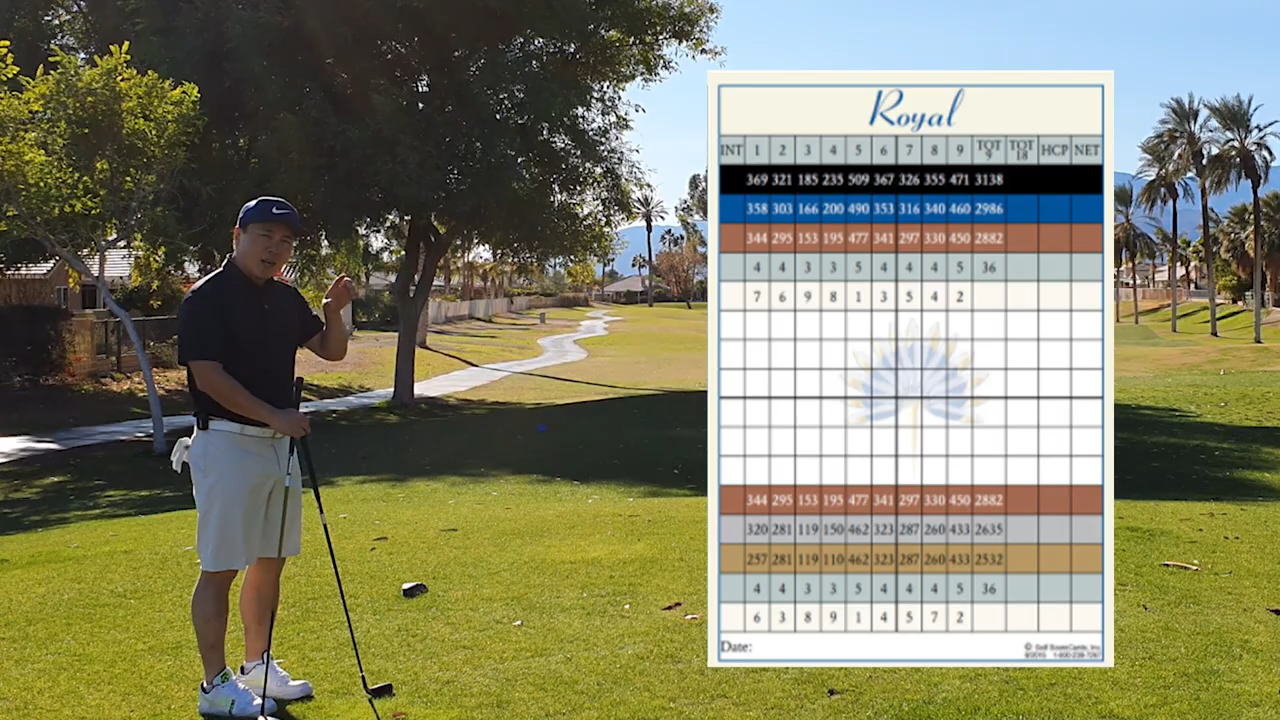 Royal
INT 1 2 3 4 5 6 7 8 9 TOT 9 TOT 18 HCP NET
369 321 185 235 509 367 326 355 471 3138
358 303 166 200 490 353 316 340 460 2986
344 295 153 195 477 341 297 330 450 2882
4 4 3 3 5 4 4 4 5 36
7 6 9 8 1 3 5 4 2
344 295 153 195 477 341 297 330 450 2882
320 281 119 150 462 323 287 260 433 2635
257 281 119 110 462 323 287 260 433 2532
4 4 3 3 5 4 4 4 5 36
6 3 8 9 1 4 5 7 2
Date: